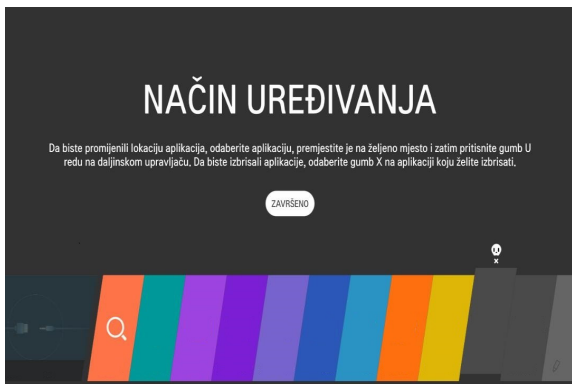 NAČIN UREĐIVANJA
Da biste promijenili lokaciju aplikacija, odaberite aplikaciju, premjestite je na željeno mjesto i zatim pritisnite gumb U
redu na daljinskom upravljaču. Da biste izbrisali aplikacije, odaberite gumb X na aplikaciji koju želite izbrisati.
ZAVRŠENO